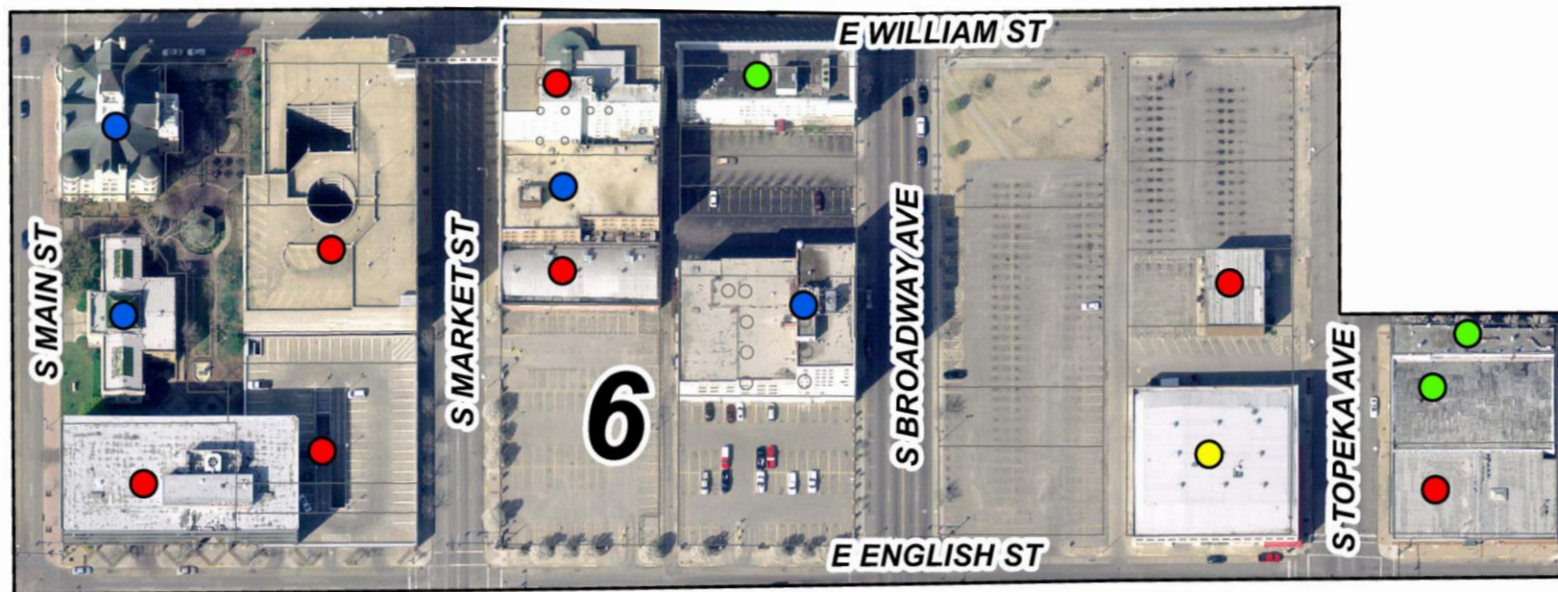 E WILLIAM ST
S MAIN ST
S MARKET ST
S BROADWAY AVE
S TOPEKA AVE
6
E ENGLISH ST